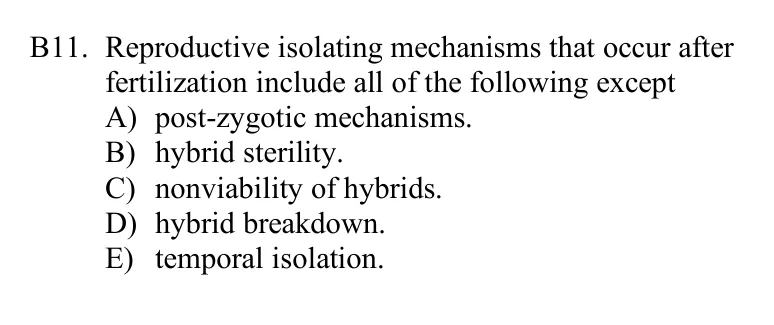 B11. Reproductive isolating mechanisms that occur after
fertilization include all of the following except
A) post-zygotic mechanisms.
B) hybrid sterility.
C) nonviability of hybrids.
D) hybrid breakdown.
E) temporal isolation.